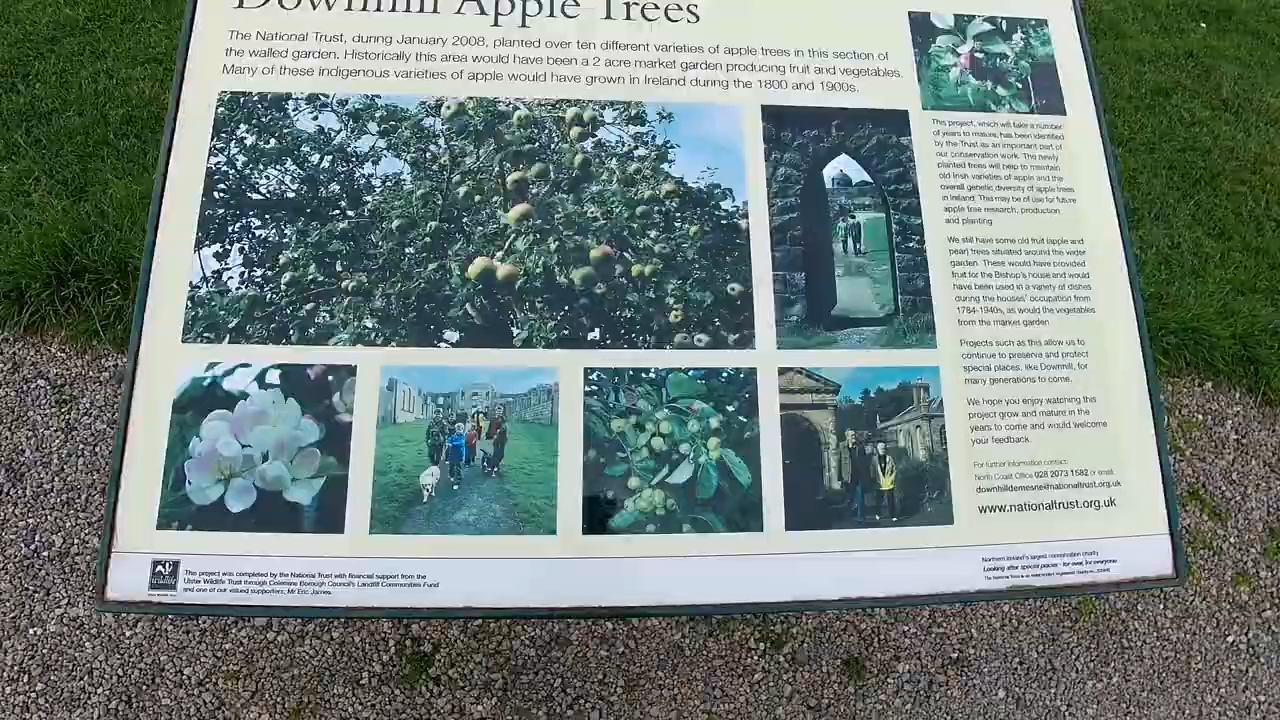 Downhill Apple Trees
The National Trust, during January 2008, planted over ten different varieties of apple trees in this section of
the walled garden. Historically this area would have been a 2 acre market garden producing fruit and vegetables.
Many of these indigenous varieties of apple would have grown in Ireland during the 1800 and 1900s.
This project, which will take a number
of years to mature, has been identified
by the Trust as an important part of
our conservation work. The newly
planted trees will help to maintain
old Irish varieties of apple and the
overall genetic diversity of apple trees
in Ireland. This may be of use for future
apple tree research, production
and planting.
We still have some old fruit (apple and
pear) trees situated around the wider
garden. These would have provided
fruit for the Bishop's house and would
have been used in a variety of dishes
during the houses' occupation from
1784-1940s, as would the vegetables
from the market garden.
Projects such as this allow us to
continue to preserve and protect
special places, like Downhill, for
many generations to come.
We hope you enjoy watching this
project grow and mature in the
years to come and would welcome
your feedback.
For further information contact:
North Coast Office 028 2073 1582 or email:
downhilldemesne@nationaltrust.org.uk
www.nationaltrust.org.uk
This project was completed by the National Trust with financial support from the
Ulster Wildlife Trust through Coleraine Borough Council's Landfill Communities Fund
and one of our valued supporters, Mr Eric James.
Northern Ireland's largest conservation charity
Looking after special places - for ever, for everyone